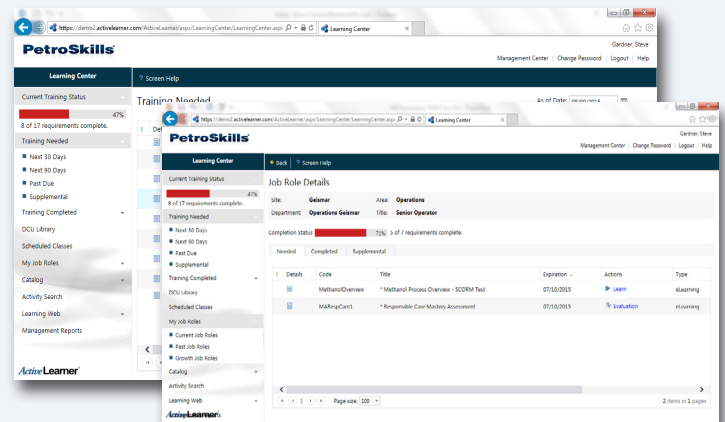 https://demo2.activelearner.com/ActiveLearner/aspx/LearningCenter/LearningCenter.asp
Learning Center
PetroSkills
Gardner, Steve
Management Center | Change Password | Logout | Help
Learning Center
? Screen Help
Current Training Status
47%
8 of 17 requirements complete.
Training Needed
Next 30 Days
Next 90 Days
Past Due
Supplemental
Training Completed
DCU Library
Scheduled Classes
My Job Roles
Catalog
Activity Search
Learning Web
Management Reports
ActiveLearner
Training Needed
As of Date:
https://demo2.activelearner.com/ActiveLearner/aspx/LearningCenter/LearningCenter.asp
Learning Center
PetroSkills
Gardner, Steve
Management Center | Change Password | Logout | Help
Learning Center
Back ? Screen Help
Current Training Status
47%
8 of 17 requirements complete.
Training Needed
Next 30 Days
Next 90 Days
Past Due
Supplemental
Training Completed
DCU Library
Scheduled Classes
My Job Roles
Current Job Roles
Past Job Roles
Growth Job Roles
Catalog
Activity Search
Learning Web
Job Role Details
Site: Geismar Area: Operations
Department: Operations Geismar Title: Senior Operator
Completion Status 71% 5 of 7 requirements complete.
Needed Completed Supplemental
! Details Code Title Expiration Actions Type
MethanolOverview * Methanol Process Overview - SCORM Test 07/10/2015 Learn eLearning
MARespCare1 * Responsible Care Mastery Assessment 07/10/2015 Evaluation eLearning
1 Page size: 100 2 items in 1 pages